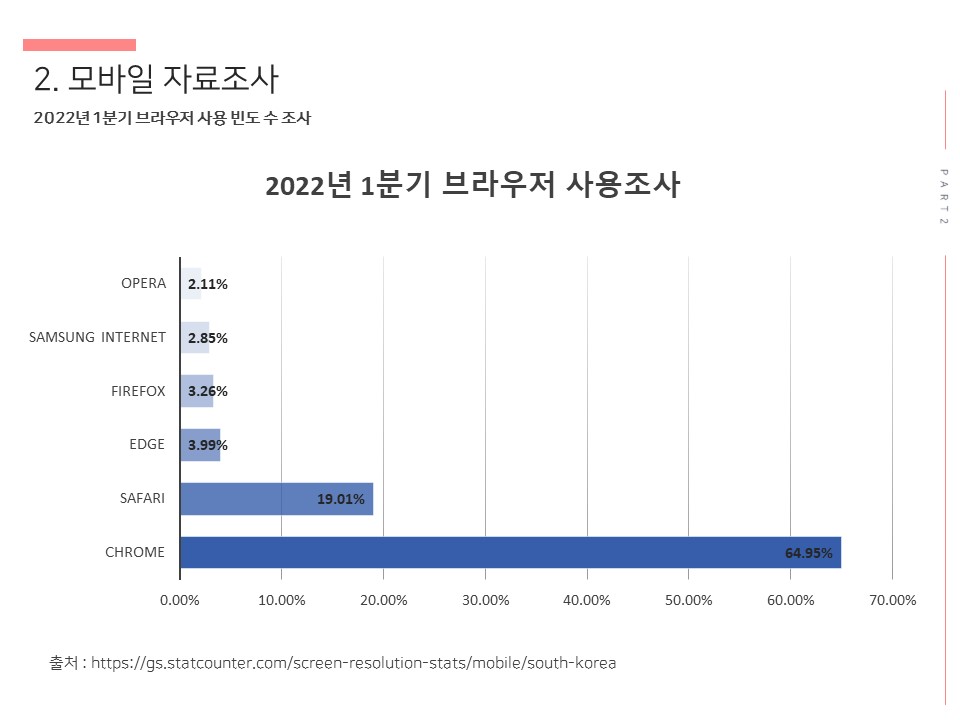 2. 모바일 자료조사
2022년 1분기 브라우저 사용 빈도 수 조사
PART2
2022년 1분기 브라우저 사용조사
OPERA 2.11%
SAMSUNG INTERNET 2.85%
FIREFOX 3.26%
EDGE 3.99%
SAFARI 19.01%
CHROME 64.95%
0.00% 10.00% 20.00% 30.00% 40.00% 50.00% 60.00% 70.00%
출처 : https://gs.statcounter.com/screen-resolution-stats/mobile/south-korea